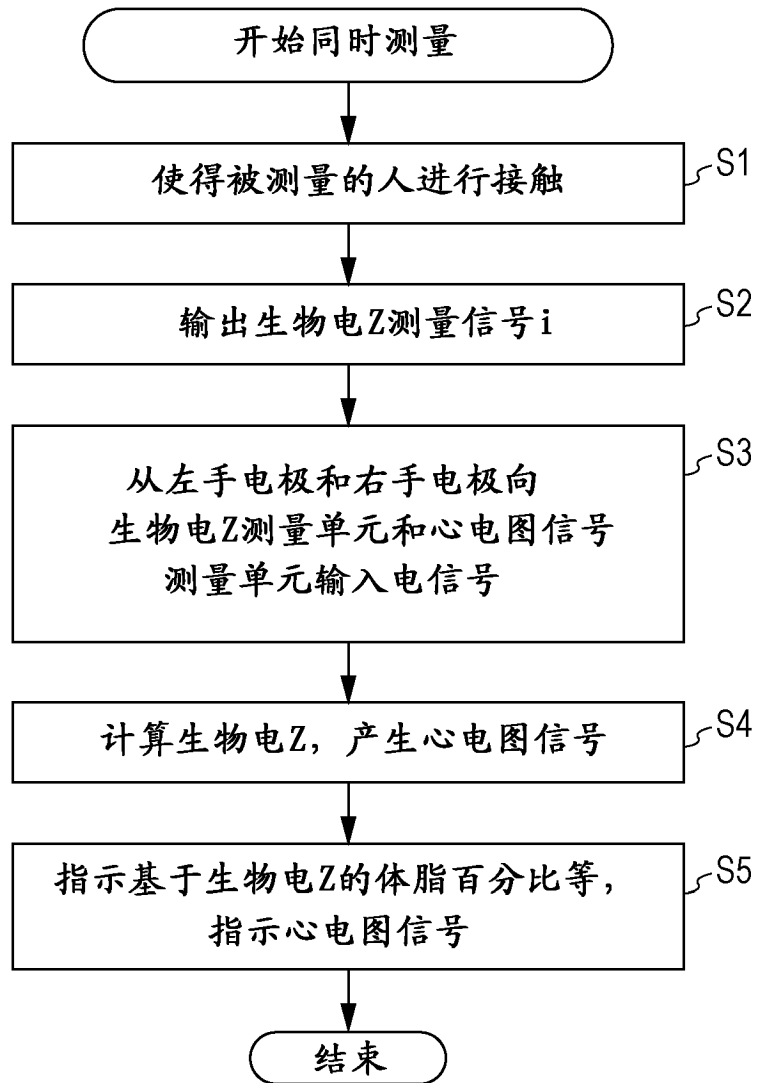 开始同时测量
使得被测量的人进行接触
S1
输出生物电Z测量信号i
S2
从左手电极和右手电极向
生物电Z测量单元和心电图信号
测量单元输入电信号
S3
计算生物电Z，产生心电图信号
S4
指示基于生物电Z的体脂百分比等，
指示心电图信号
S5
结束